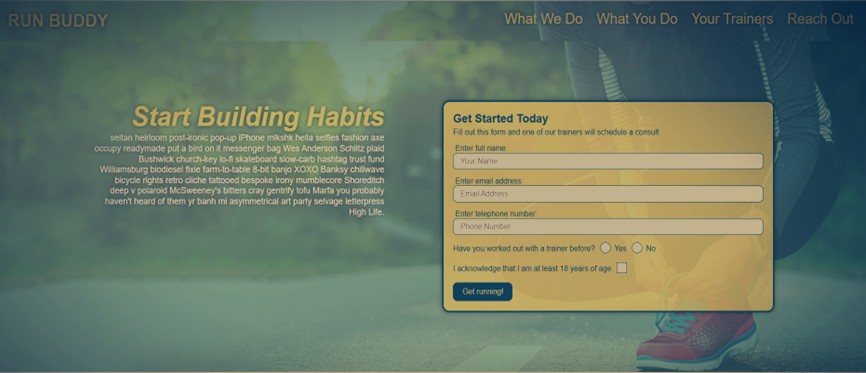 RUN BUDDY
What We Do What You Do Your Trainers Reach Out
Start Building Habits
seitan heirloom post-ironic pop-up iPhone mlkshk hella selfies fashion axe
occupy readymade put a bird on it messenger bag Wes Anderson Schlitz plaid
Bushwick church-key lo-fi skateboard slow-carb hashtag trust fund
Williamsburg biodiesel fixie farm-to-table 8-bit banjo XOXO Banksy chillwave
bicycle rights retro cliche tattooed bespoke irony mumblecore Shoreditch
deep v polaroid McSweeney's bitters cray gentrify tofu Marfa you probably
haven't heard of them yr banh mi asymmetrical art party selvage letterpress
High Life.
Get Started Today
Fill out this form and one of our trainers will schedule a consult
Enter full name:
Your Name
Enter email address:
Email Address
Enter telephone number:
Phone Number
Have you worked out with a trainer before? Yes No
I acknowledge that I am at least 18 years of age.
Get running!